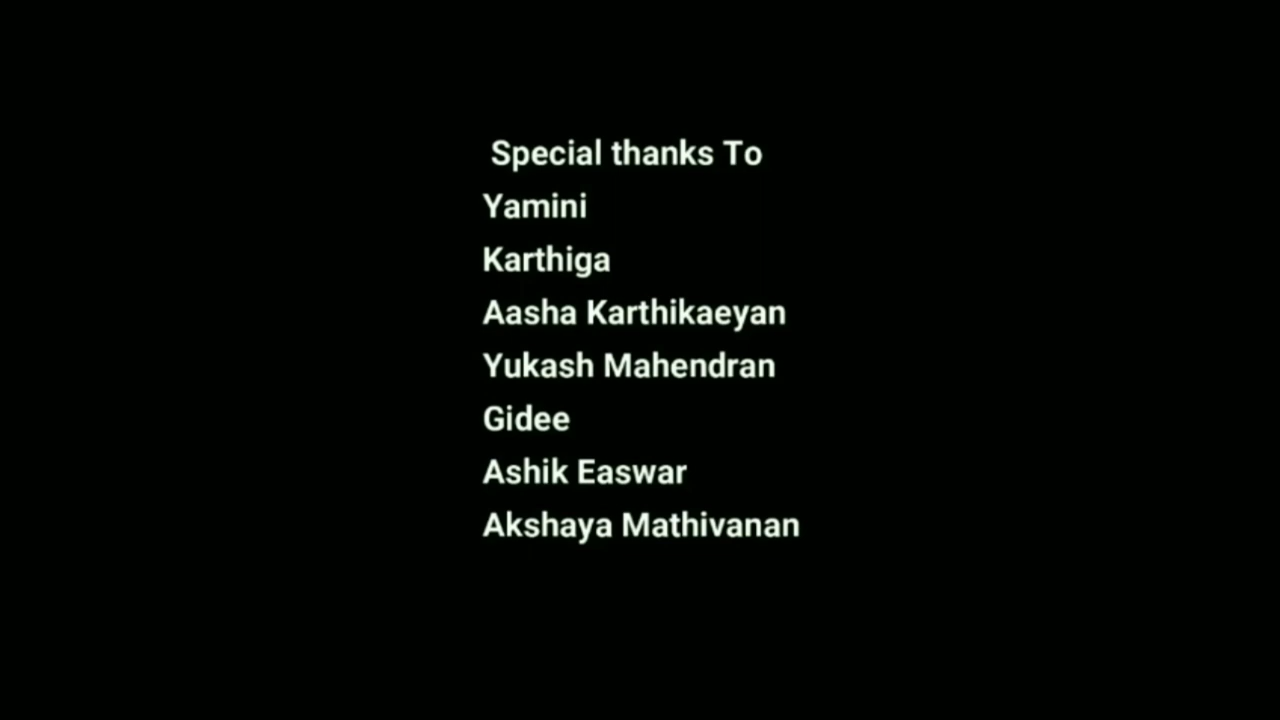 Special thanks To
Yamini
Karthiga
Aasha Karthikaeyan
Yukash Mahendran
Gidee
Ashik Easwar
Akshaya Mathivanan